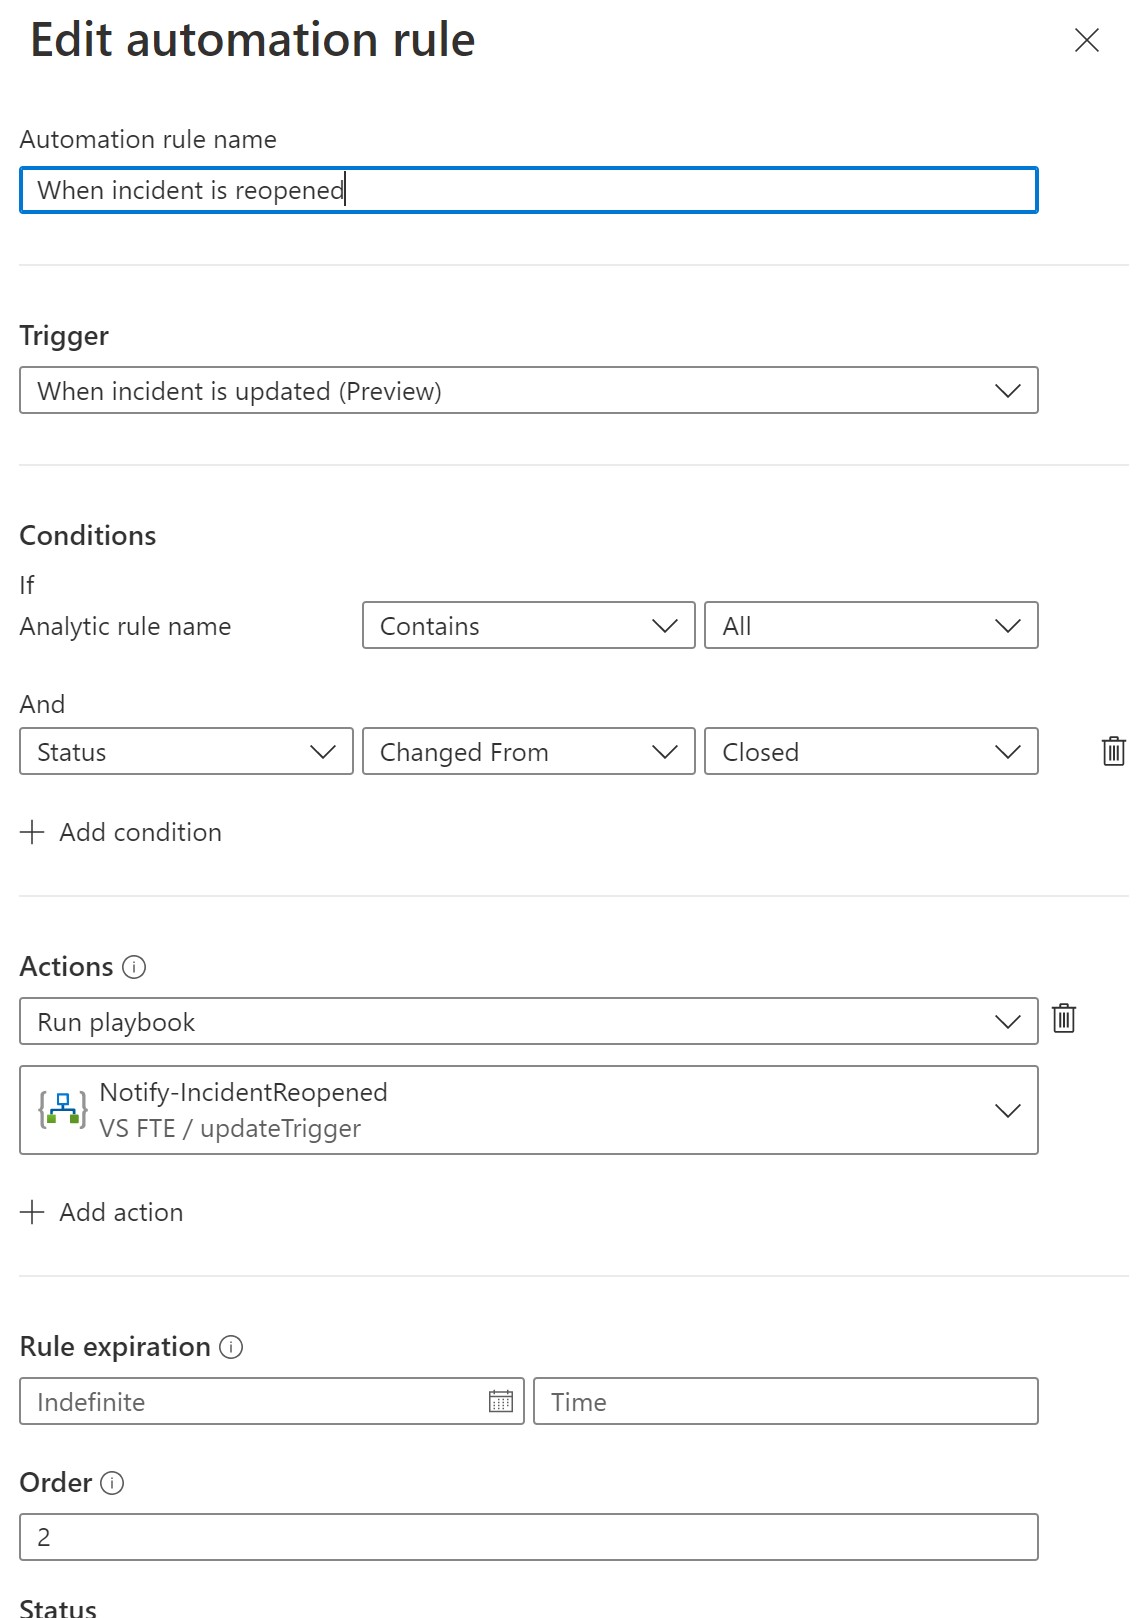 Edit automation rule
Automation rule name
When incident is reopened
Trigger
When incident is updated (Preview)
Conditions
If
Analytic rule name Contains All
And
Status Changed From Closed
Add condition
Actions
Run playbook
Notify-IncidentReopened
VS FTE / updateTrigger
Add action
Rule expiration
Indefinite Time
Order
2
Status